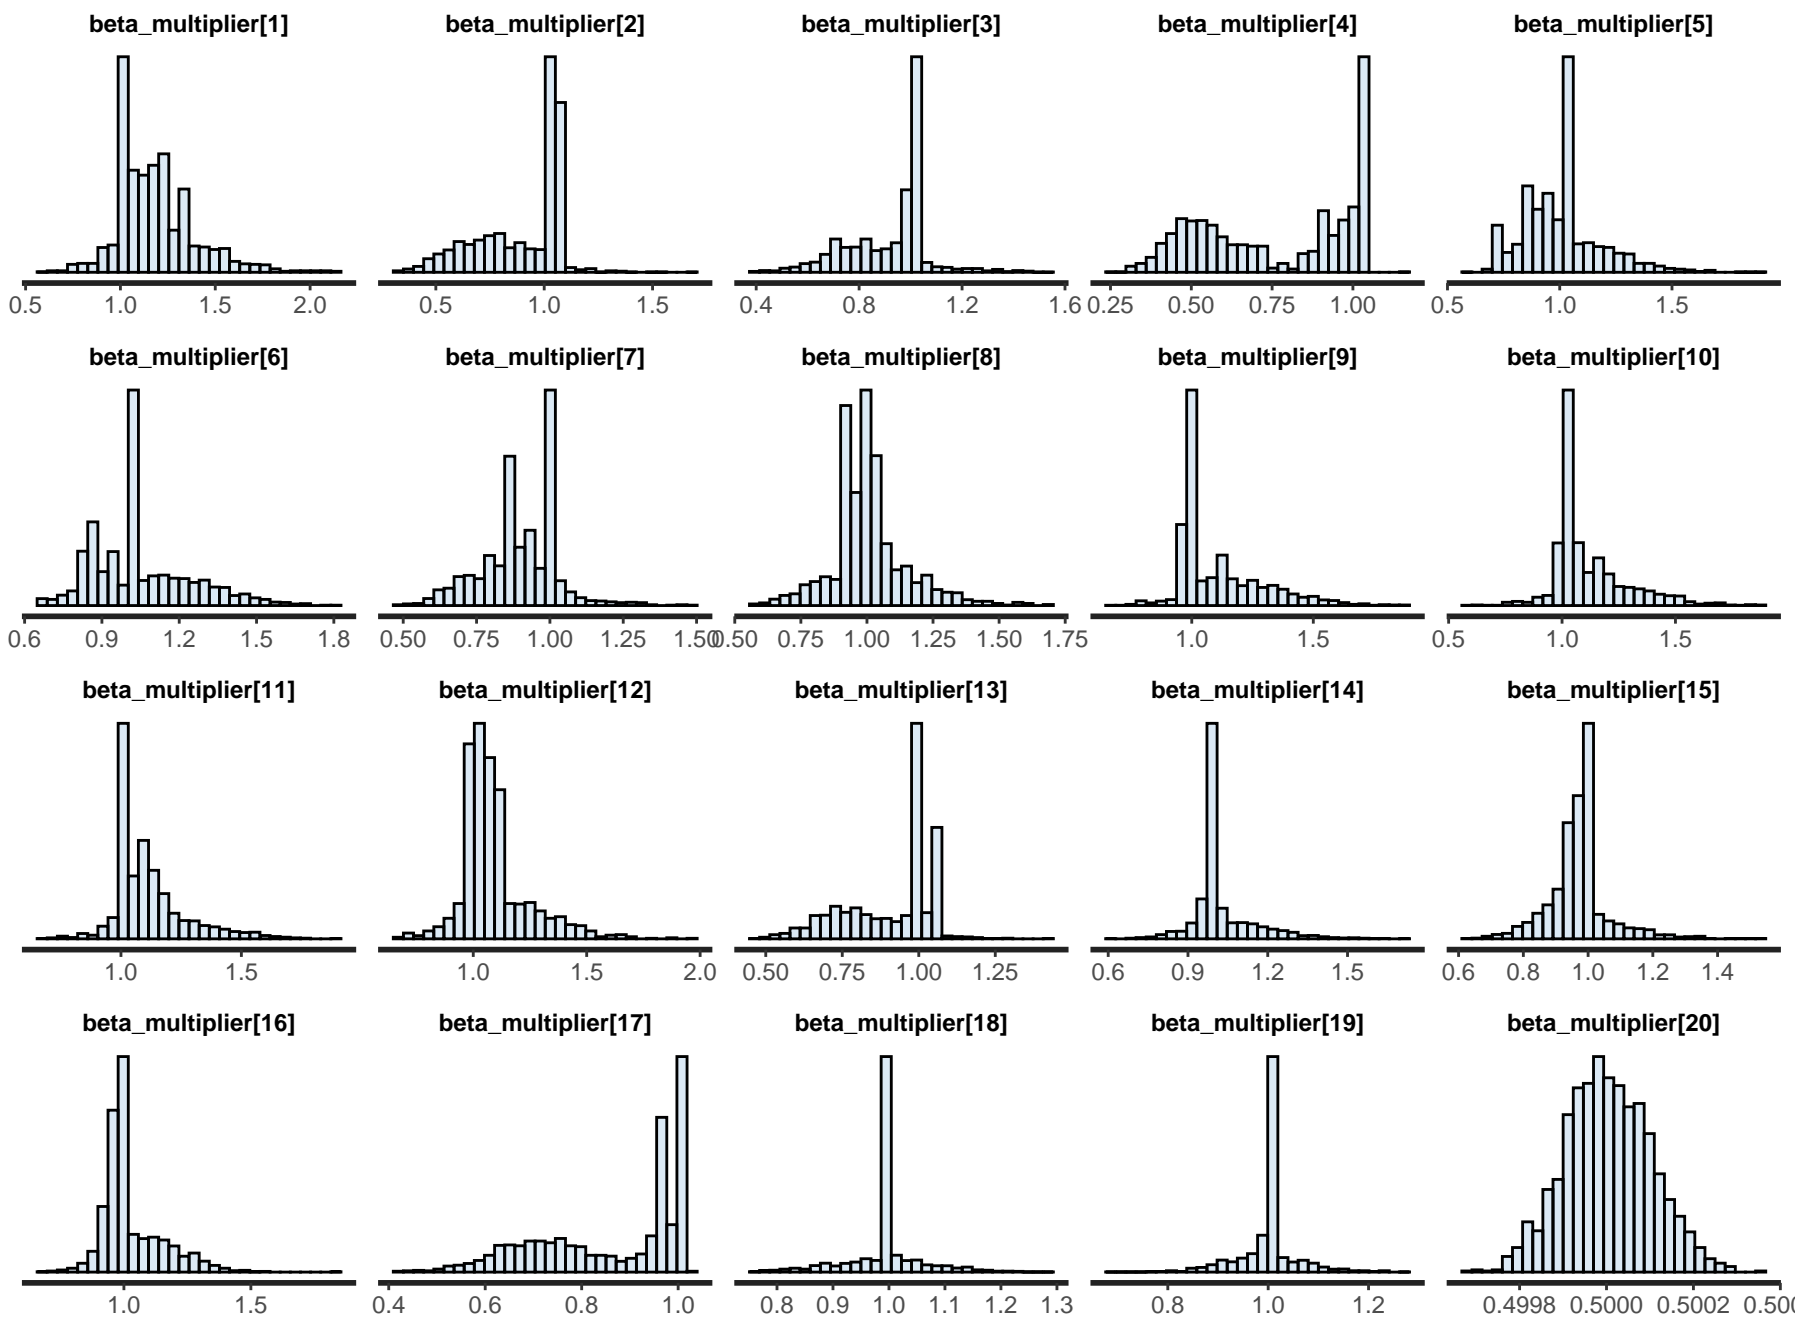 beta_multiplier[1] beta_multiplier[2] beta_multiplier[3] beta_multiplier[4] beta_multiplier[5]
0.5 1.0 1.5 2.0 0.5 1.0 1.5 0.4 0.8 1.2 1.6 0.25 0.50 0.75 1.00 0.5 1.0 1.5
beta_multiplier[6] beta_multiplier[7] beta_multiplier[8] beta_multiplier[9] beta_multiplier[10]
0.6 0.9 1.2 1.5 1.8 0.50 0.75 1.00 1.25 1.50 0.50 0.75 1.00 1.25 1.50 1.75 1.0 1.5 0.5 1.0 1.5
beta_multiplier[11] beta_multiplier[12] beta_multiplier[13] beta_multiplier[14] beta_multiplier[15]
1.0 1.5 1.0 1.5 2.0 0.50 0.75 1.00 1.25 0.6 0.9 1.2 1.5 0.6 0.8 1.0 1.2 1.4
beta_multiplier[16] beta_multiplier[17] beta_multiplier[18] beta_multiplier[19] beta_multiplier[20]
1.0 1.5 0.4 0.6 0.8 1.0 0.8 0.9 1.0 1.1 1.2 1.3 0.8 1.0 1.2 0.4998 0.5000 0.5002